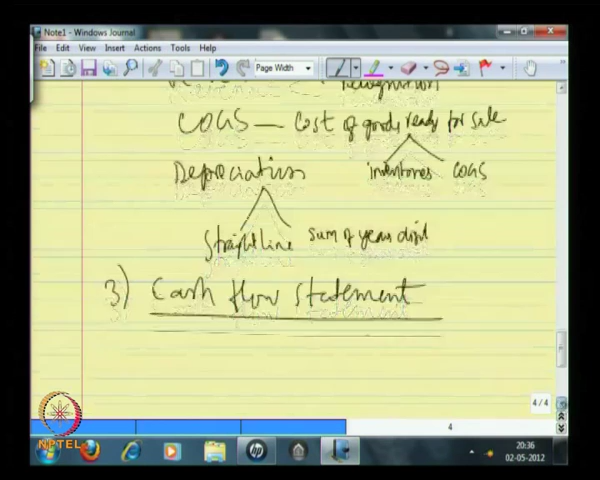 Note1 - Windows Journal
File Edit View Insert Actions Tools Help
Page Width
Recognition
COGS — Cost of goods ready for sale
Depreciation inventories COGS
Straight line sum of years digit
3) Cash flow statement
4/4
4
NPTEL
20:36
02-05-2012